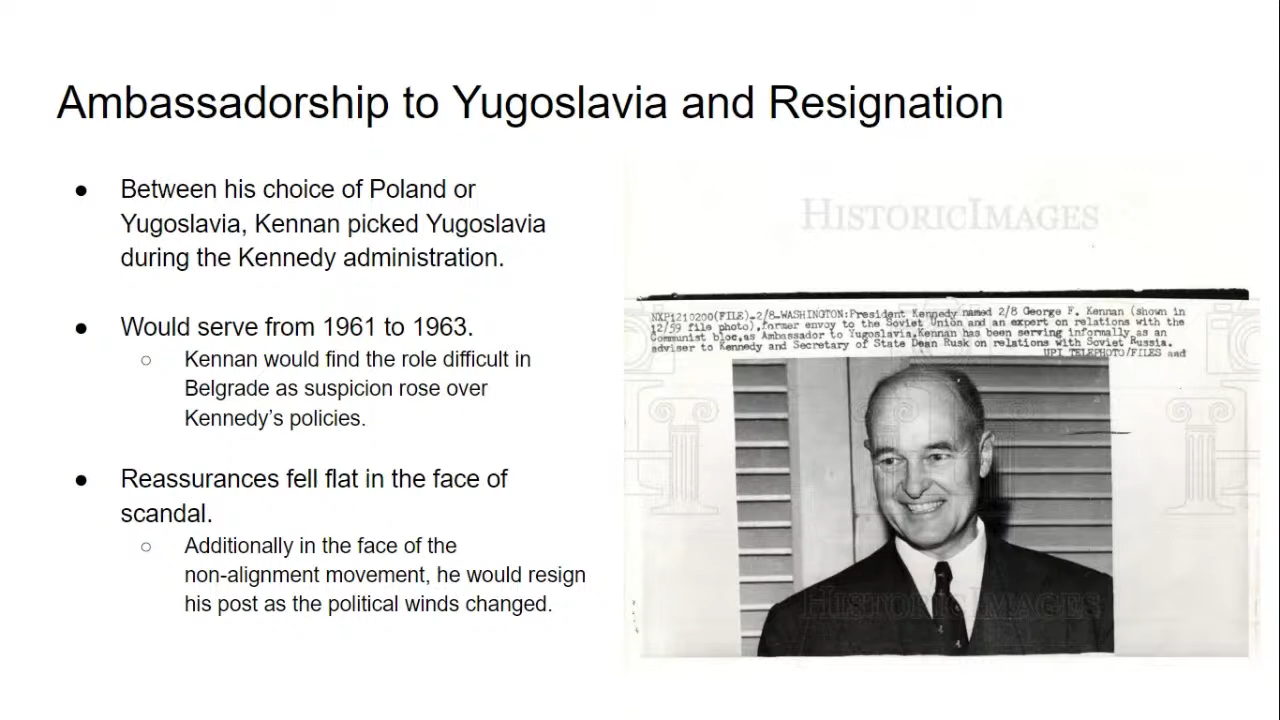 Ambassadorship to Yugoslavia and Resignation
● Between his choice of Poland or
Yugoslavia, Kennan picked Yugoslavia
during the Kennedy administration.
● Would serve from 1961 to 1963.
○ Kennan would find the role difficult in
Belgrade as suspicion rose over
Kennedy's policies.
● Reassurances fell flat in the face of
scandal.
○ Additionally in the face of the
non-alignment movement, he would resign
his post as the political winds changed.
HISTORICIMAGES
NXP1210200(FILE)-2/8-WASHINGTON:President Kennedy named 2/8 George F. Kennan (shown in
12/59 file photo),former envoy to the Soviet Union and an expert on relations with the
Communist bloc,as Ambassador to Yugoslavia.Kennan has been serving informally as an
adviser to Kennedy and Secretary of State Dean Rusk on relations with Soviet Russia.
UPI TELEPHOTO/FILES and
HISTORICIMAGES